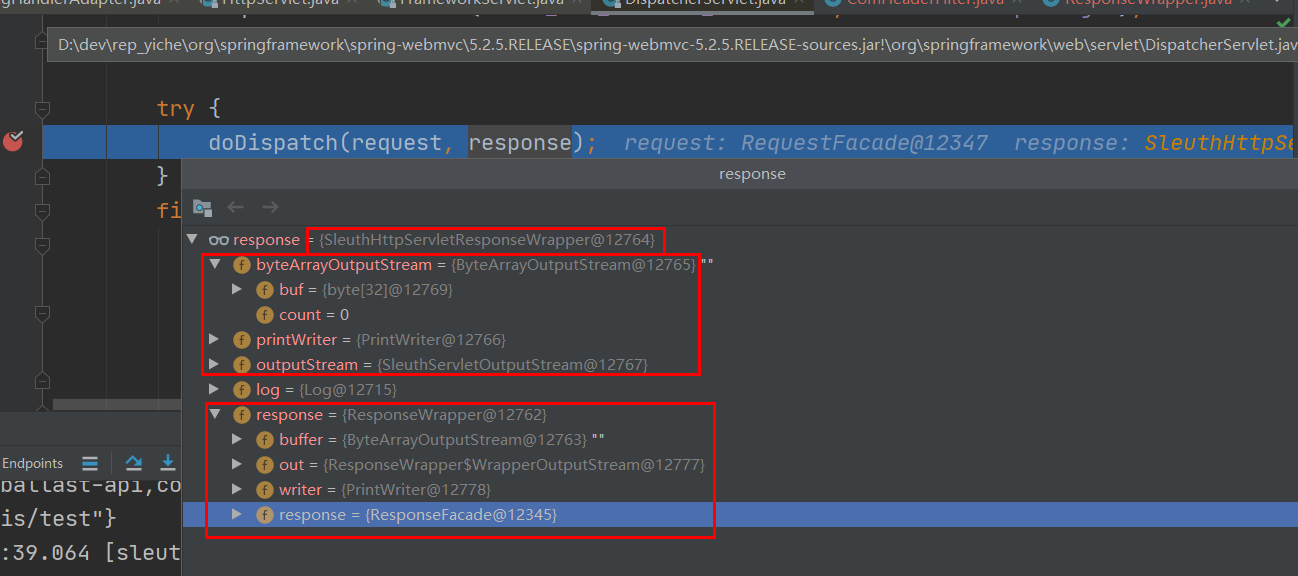 HandlerAdapter.java HttpServlet.java FrameworkServlet.java DispatcherServlet.java ComHeaderFilter.java ResponseWrapper.java
D:\dev\rep_yiche\org\springframework\spring-webmvc\5.2.5.RELEASE\spring-webmvc-5.2.5.RELEASE-sources.jar!\org\springframework\web\servlet\DispatcherServlet.jav
try {
doDispatch(request, response); request: RequestFacade@12347 response: SleuthHttpSe
}
response
fi
response = {SleuthHttpServletResponseWrapper@12764}
byteArrayOutputStream = {ByteArrayOutputStream@12765} ""
buf = {byte[32]@12769}
count = 0
printWriter = {PrintWriter@12766}
outputStream = {SleuthServletOutputStream@12767}
log = {Log@12715}
response = {ResponseWrapper@12762}
buffer = {ByteArrayOutputStream@12763} ""
out = {ResponseWrapper$WrapperOutputStream@12777}
writer = {PrintWriter@12778}
response = {ResponseFacade@12345}
Endpoints
ballast-api,co
is/test"}
:39.064 [sleut